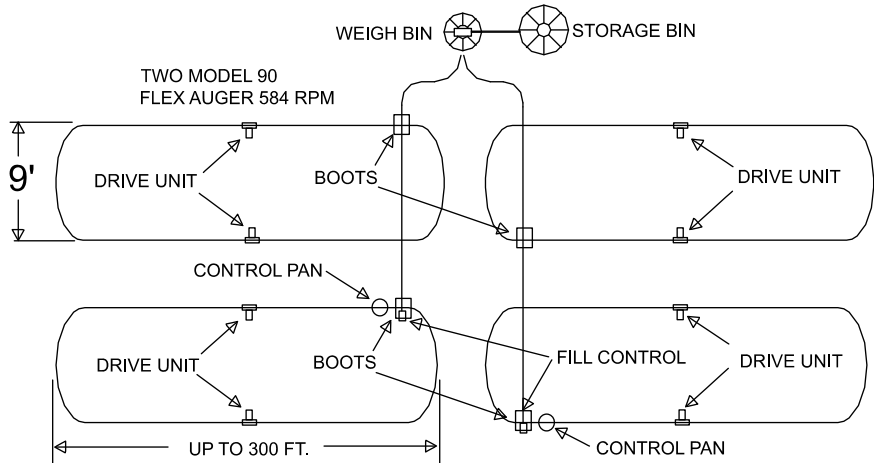 WEIGH BIN
STORAGE BIN
TWO MODEL 90
FLEX AUGER 584 RPM
9'
DRIVE UNIT
BOOTS
DRIVE UNIT
CONTROL PAN
DRIVE UNIT
BOOTS
FILL CONTROL
DRIVE UNIT
UP TO 300 FT.
CONTROL PAN